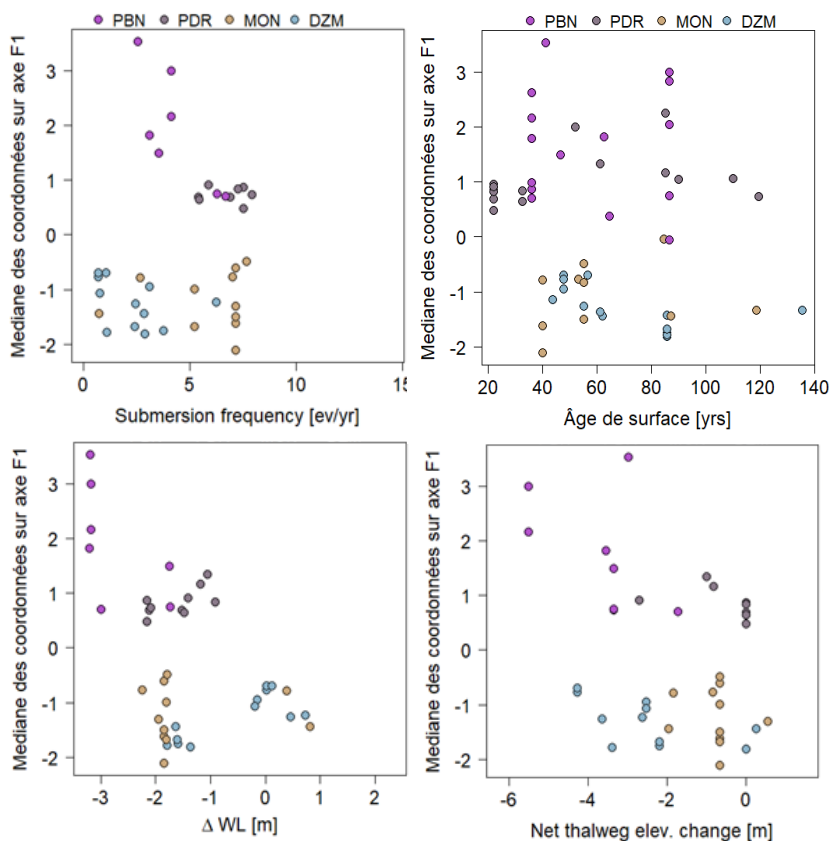 PBN PDR MON DZM
Mediane des coordonnées sur axe F1
3
2
1
0
-1
-2
0 5 10 15
Submersion frequency [ev/yr]
PBN PDR MON DZM
Mediane des coordonnées sur axe F1
3
2
1
0
-1
-2
20 40 60 80 100 120 140
Âge de surface [yrs]
Mediane des coordonnées sur axe F1
3
2
1
0
-1
-2
-3 -2 -1 0 1 2
Δ WL [m]
Mediane des coordonnées sur axe F1
3
2
1
0
-1
-2
-6 -4 -2 0
Net thalweg elev. change [m]